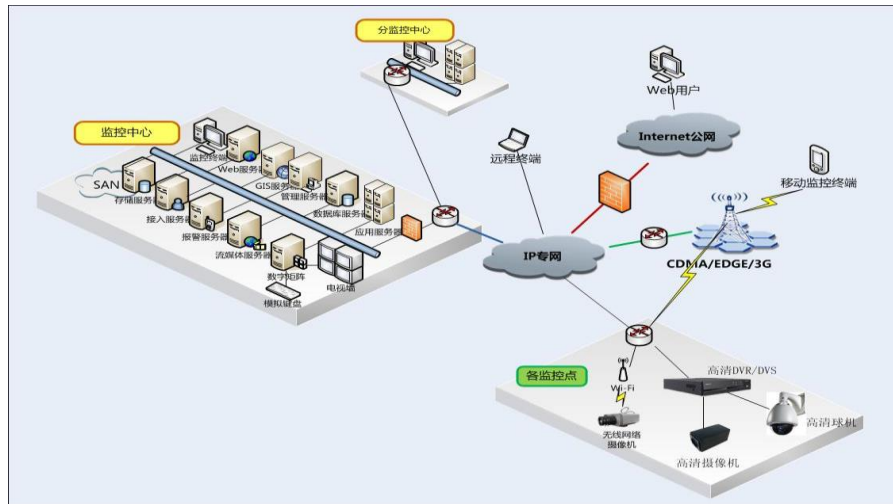 分监控中心
Web用户
监控中心
Internet公网
监控终端
Web服务器
远程终端
移动监控终端
SAN
GIS服务器
存储服务器
管理服务器
接入服务器
数据库服务器
报警服务器
应用服务器
流媒体服务器
IP专网
CDMA/EDGE/3G
数字矩阵
电视墙
模拟键盘
各监控点
Wi-Fi
高清DVR/DVS
无线网络
摄像机
高清球机
高清摄像机